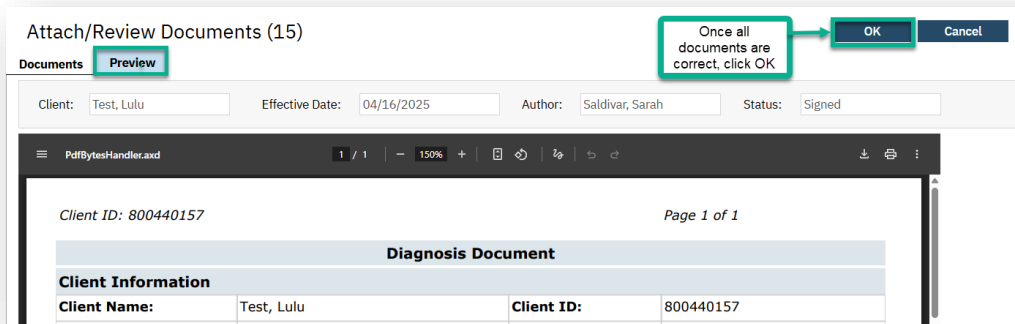 Attach/Review Documents (15)
Once all
documents are
correct, click OK
OK
Cancel
Documents
Preview
Client: Test, Lulu Effective Date: 04/16/2025 Author: Saldivar, Sarah Status: Signed
PdfBytesHandler.axd 1 / 1 − 150% +
Client ID: 800440157 Page 1 of 1
Diagnosis Document
Client Information
Client Name: Test, Lulu Client ID: 800440157